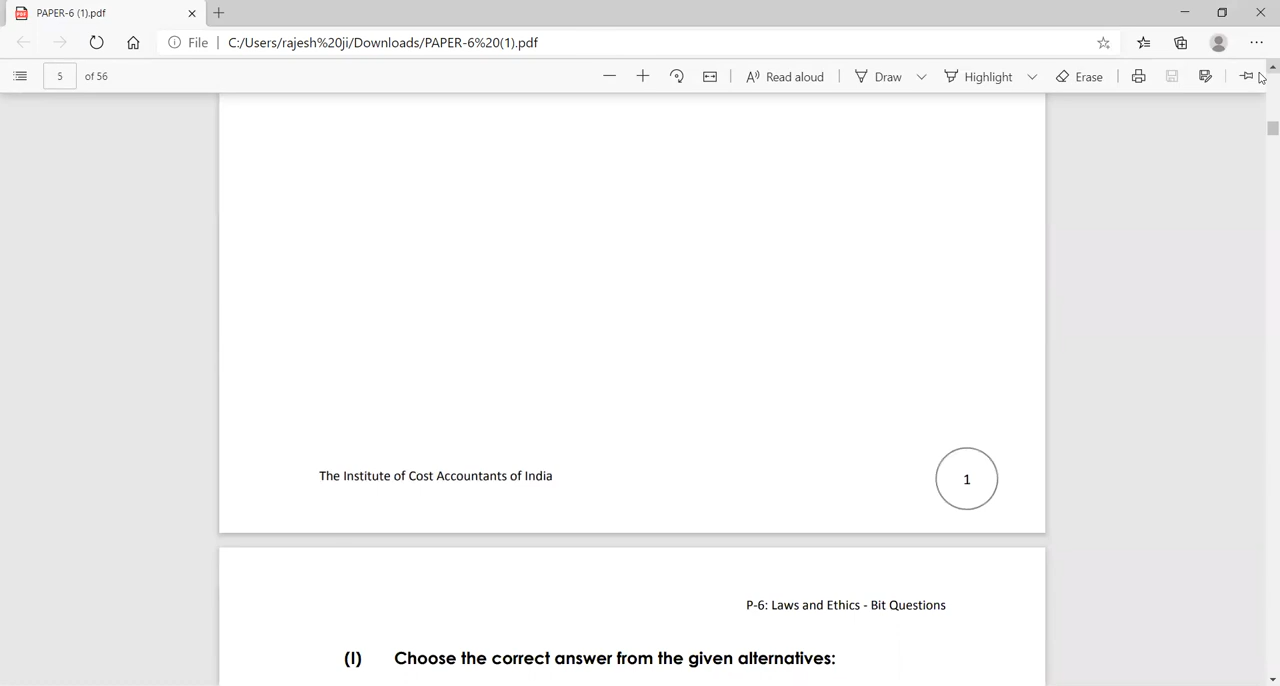 PAPER-6 (1).pdf
File | C:/Users/rajesh%20ji/Downloads/PAPER-6%20(1).pdf
5 of 56 Read aloud Draw Highlight Erase
The Institute of Cost Accountants of India
1
P-6: Laws and Ethics - Bit Questions
(I) Choose the correct answer from the given alternatives: